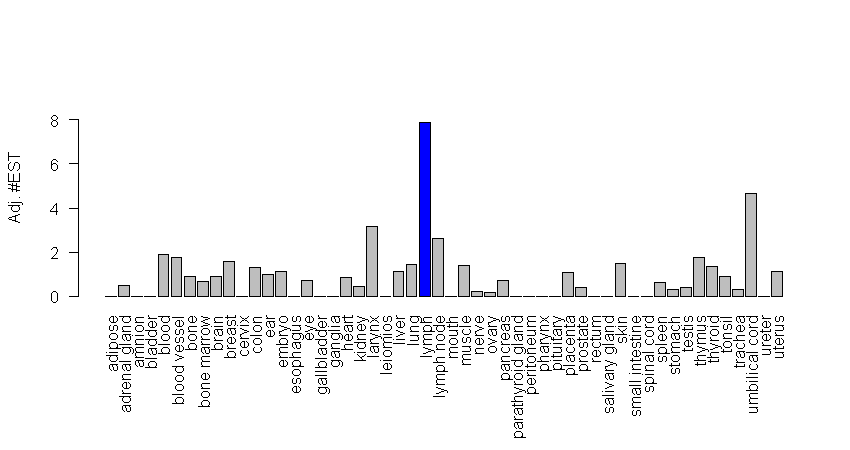 8
6
4
2
0
Adj. #EST
adipose
adrenal gland
amnion
bladder
blood
blood vessel
bone
bone marrow
brain
breast
cervix
colon
ear
embryo
esophagus
eye
gallbladder
ganglia
heart
kidney
larynx
leiomios
liver
lung
lymph
lymph node
mouth
muscle
nerve
ovary
pancreas
parathyroid gland
peritoneum
pharynx
pituitary
placenta
prostate
rectum
salivary gland
skin
small intestine
spinal cord
spleen
stomach
testis
thymus
thyroid
tonsil
trachea
umbilical cord
ureter
uterus